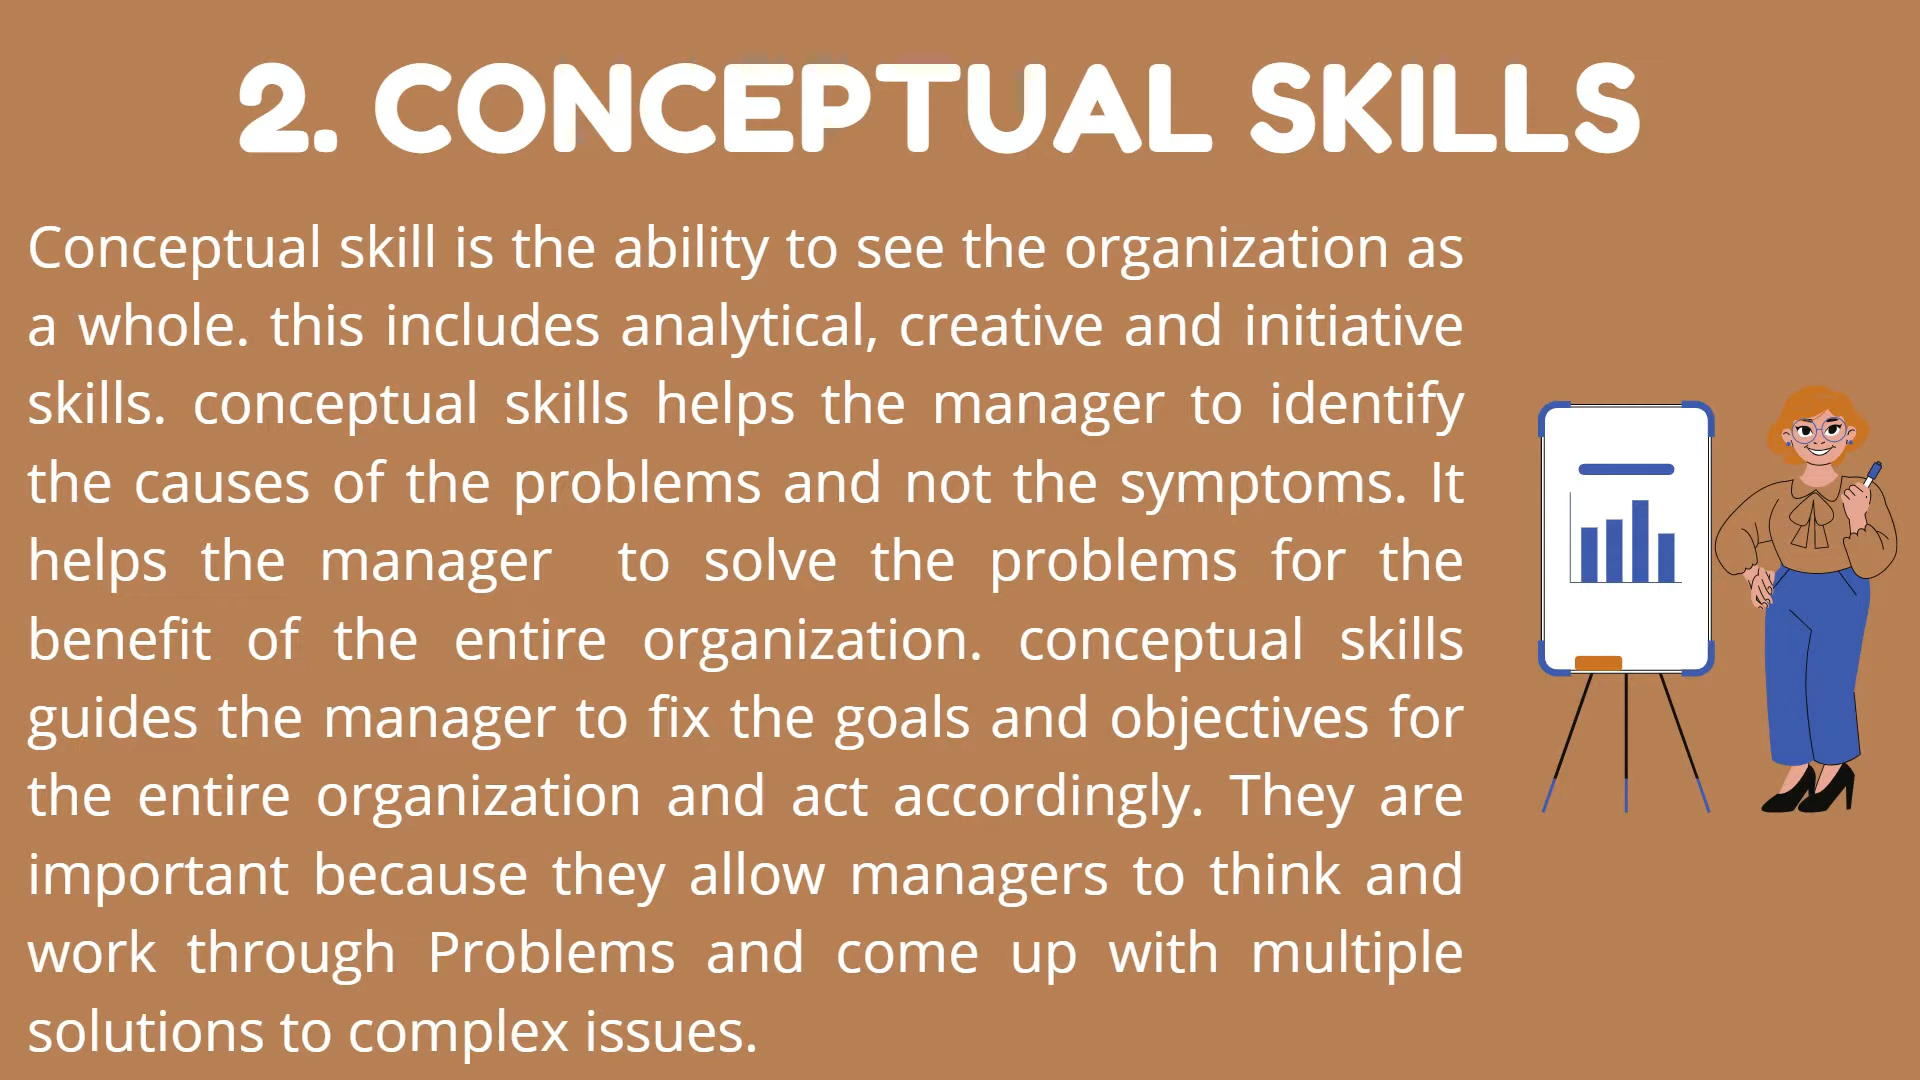 2. CONCEPTUAL SKILLS
Conceptual skill is the ability to see the organization as
a whole. this includes analytical, creative and initiative
skills. conceptual skills helps the manager to identify
the causes of the problems and not the symptoms. It
helps the manager to solve the problems for the
benefit of the entire organization. conceptual skills
guides the manager to fix the goals and objectives for
the entire organization and act accordingly. They are
important because they allow managers to think and
work through Problems and come up with multiple
solutions to complex issues.